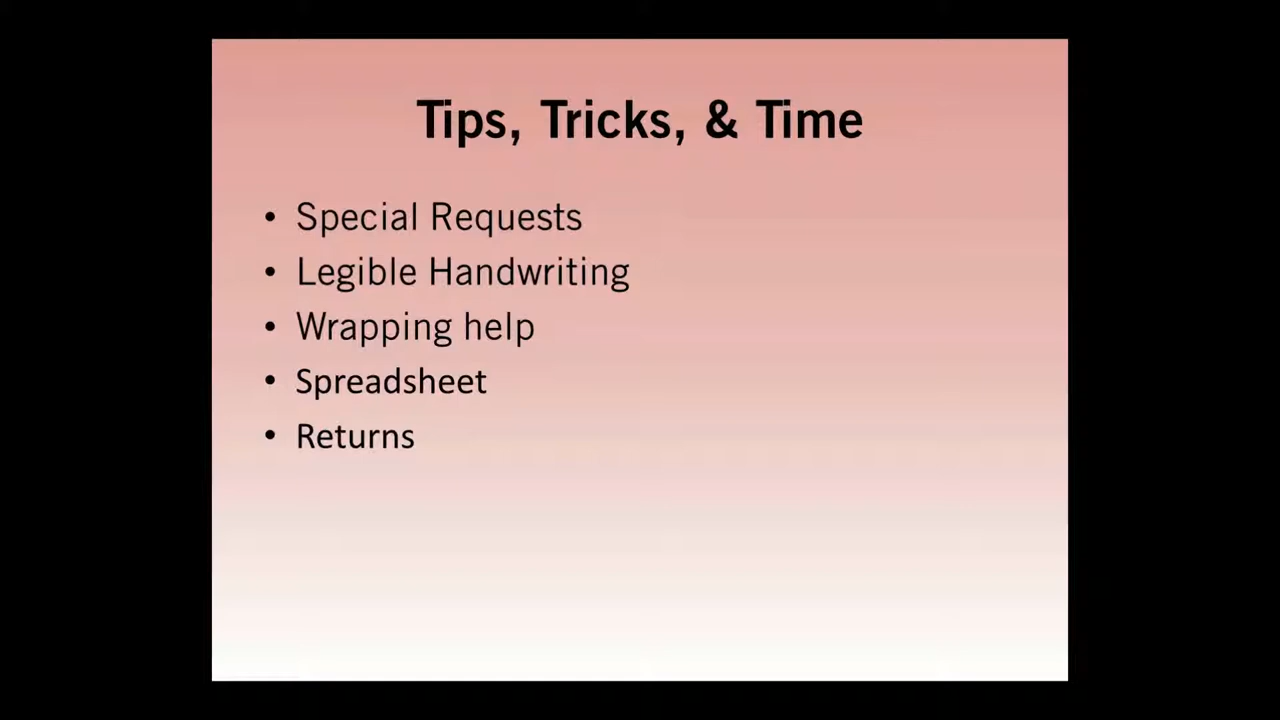 Tips, Tricks, & Time
• Special Requests
• Legible Handwriting
• Wrapping help
• Spreadsheet
• Returns